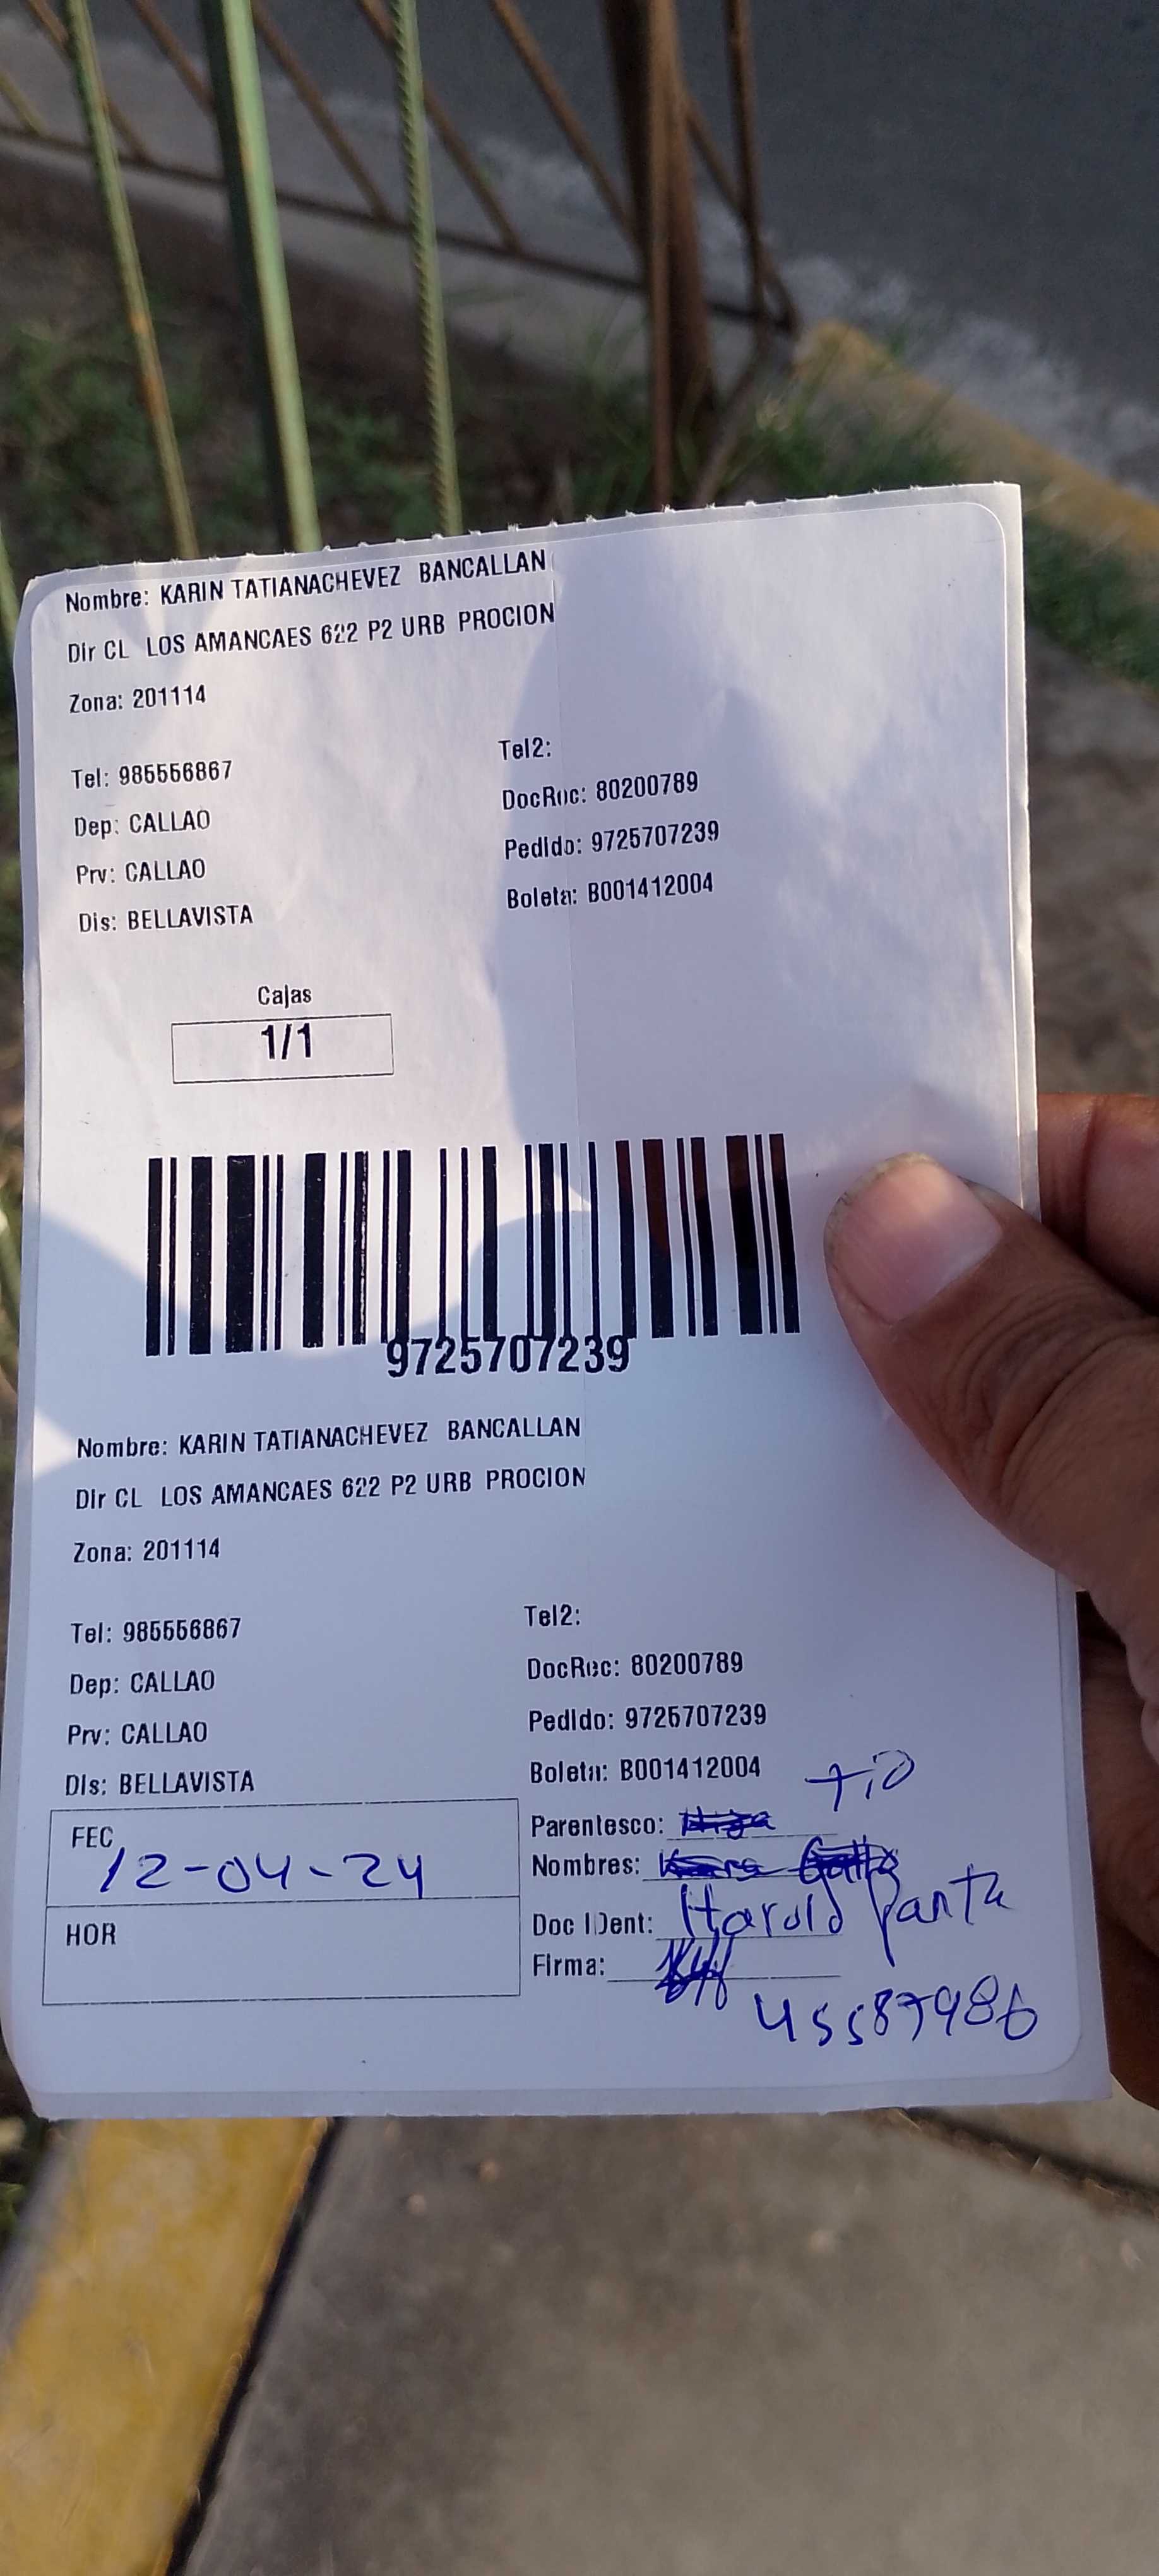 Nombre: KARIN TATIANACHEVEZ BANCALLAN
Dir CL LOS AMANCAES 622 P2 URB PROCION
Zona: 201114
Tel: 985556867
Tel2:
Dep: CALLAO
DocRec: 80200789
Prv: CALLAO
Pedido: 9725707239
Dis: BELLAVISTA
Boleta: B001412004
Cajas
1/1
9725707239
Nombre: KARIN TATIANACHEVEZ BANCALLAN
Dir CL LOS AMANCAES 622 P2 URB PROCION
Zona: 201114
Tel: 985556867
Tel2:
Dep: CALLAO
DocRec: 80200789
Prv: CALLAO
Pedido: 9725707239
Dis: BELLAVISTA
Boleta: B001412004
tio
FEC
12-04-24
HOR
Parentesco:
Nombres:
Doc IDent: Harold Panta
Firma:
45587986